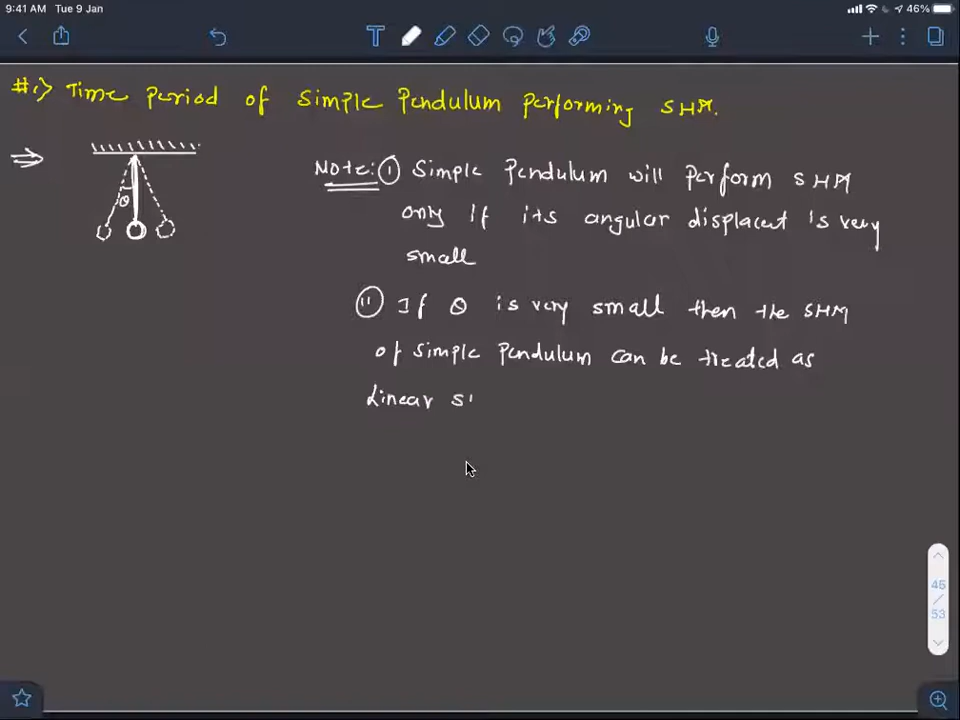 9:41 AM Tue 9 Jan
46%
T
#1) Time Period of Simple Pendulum Performing SHM.
θ
Note: (i) Simple Pendulum will perform SHM
only if its angular displacet is very
small
(ii) If θ is very small then the SHM
of simple Pendulum can be treated as
Linear S
45
/
53